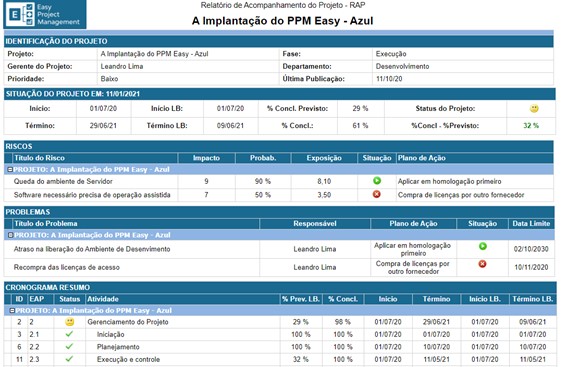 Easy
Project
Management
Relatório de Acompanhamento do Projeto - RAP
A Implantação do PPM Easy - Azul
IDENTIFICAÇÃO DO PROJETO
Projeto: A Implantação do PPM Easy - Azul Fase: Execução
Gerente do Projeto: Leandro Lima Departamento: Desenvolvimento
Prioridade: Baixo Última Publicação: 11/10/20
SITUAÇÃO DO PROJETO EM: 11/01/2021
Início: 01/07/20 Início LB: 01/07/20 % Concl. Previsto: 29 % Status do Projeto:
Término: 29/06/21 Término LB: 09/06/21 % Concl.: 61 % %Concl - %Previsto: 32 %
RISCOS
Título do Risco Impacto Probab. Exposição Situação Plano de Ação
PROJETO: A Implantação do PPM Easy - Azul
Queda do ambiente de Servidor 9 90 % 8,10 Aplicar em homologação primeiro
Software necessário precisa de operação assistida 7 50 % 3,50 Compra de licenças por outro fornecedor
PROBLEMAS
Título do Problema Responsável Plano de Ação Situação Data Limite
PROJETO: A Implantação do PPM Easy - Azul
Atraso na liberação do Ambiente de Desenvimento Leandro Lima Aplicar em homologação primeiro 02/10/2030
Recompra das licenças de acesso Leandro Lima Compra de licenças por outro fornecedor 10/11/2020
CRONOGRAMA RESUMO
ID EAP Status Atividade % Prev. LB. % Concl. Início Término Início LB. Término LB.
PROJETO: A Implantação do PPM Easy - Azul
2 2 Gerenciamento do Projeto 29 % 98 % 01/07/20 29/06/21 01/07/20 09/06/21
3 2.1 Iniciação 100 % 100 % 01/07/20 01/07/20 01/07/20 01/07/20
6 2.2 Planejamento 100 % 100 % 01/07/20 10/07/20 01/07/20 10/07/20
11 2.3 Execução e controle 32 % 100 % 01/07/20 11/05/21 01/07/20 11/05/21